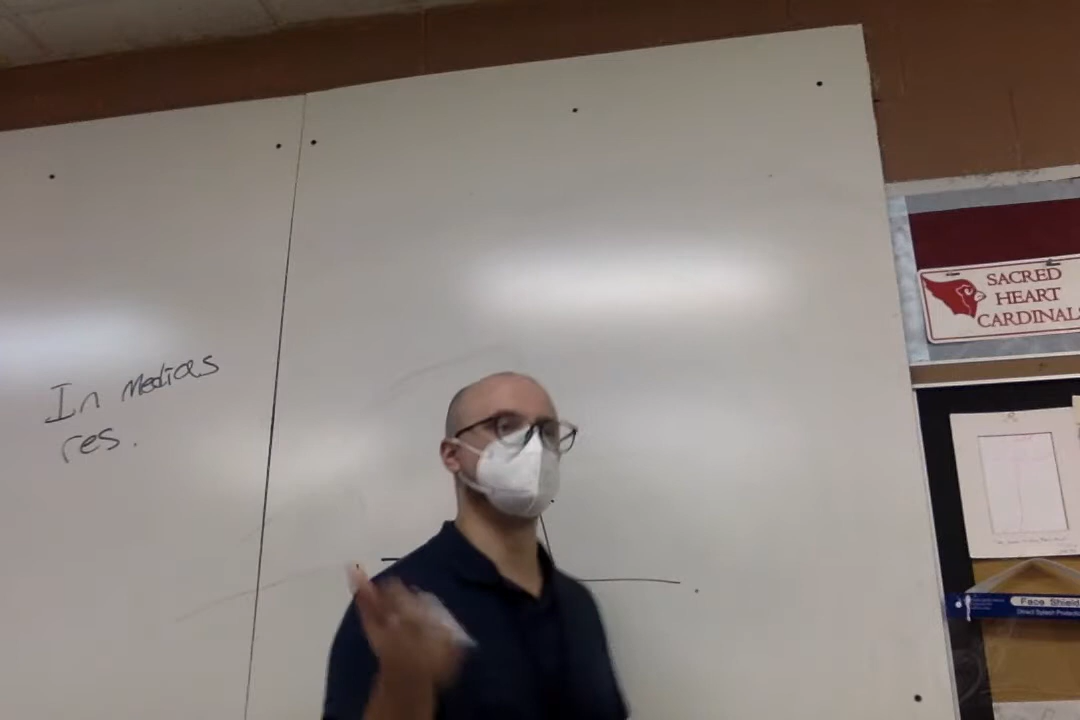 In medias
res.
SACRED
HEART
CARDINALS
Face Shield